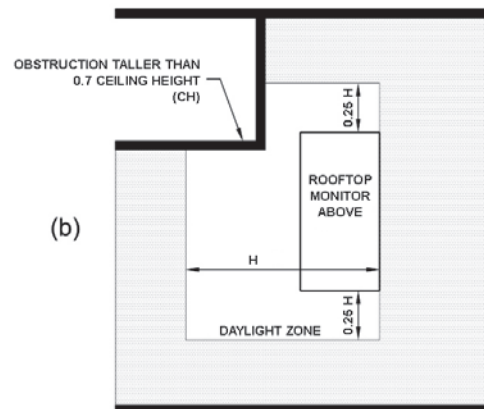 OBSTRUCTION TALLER THAN
0.7 CEILING HEIGHT
(CH)
0.25 H
ROOFTOP
MONITOR
ABOVE
(b)
H
0.25 H
DAYLIGHT ZONE